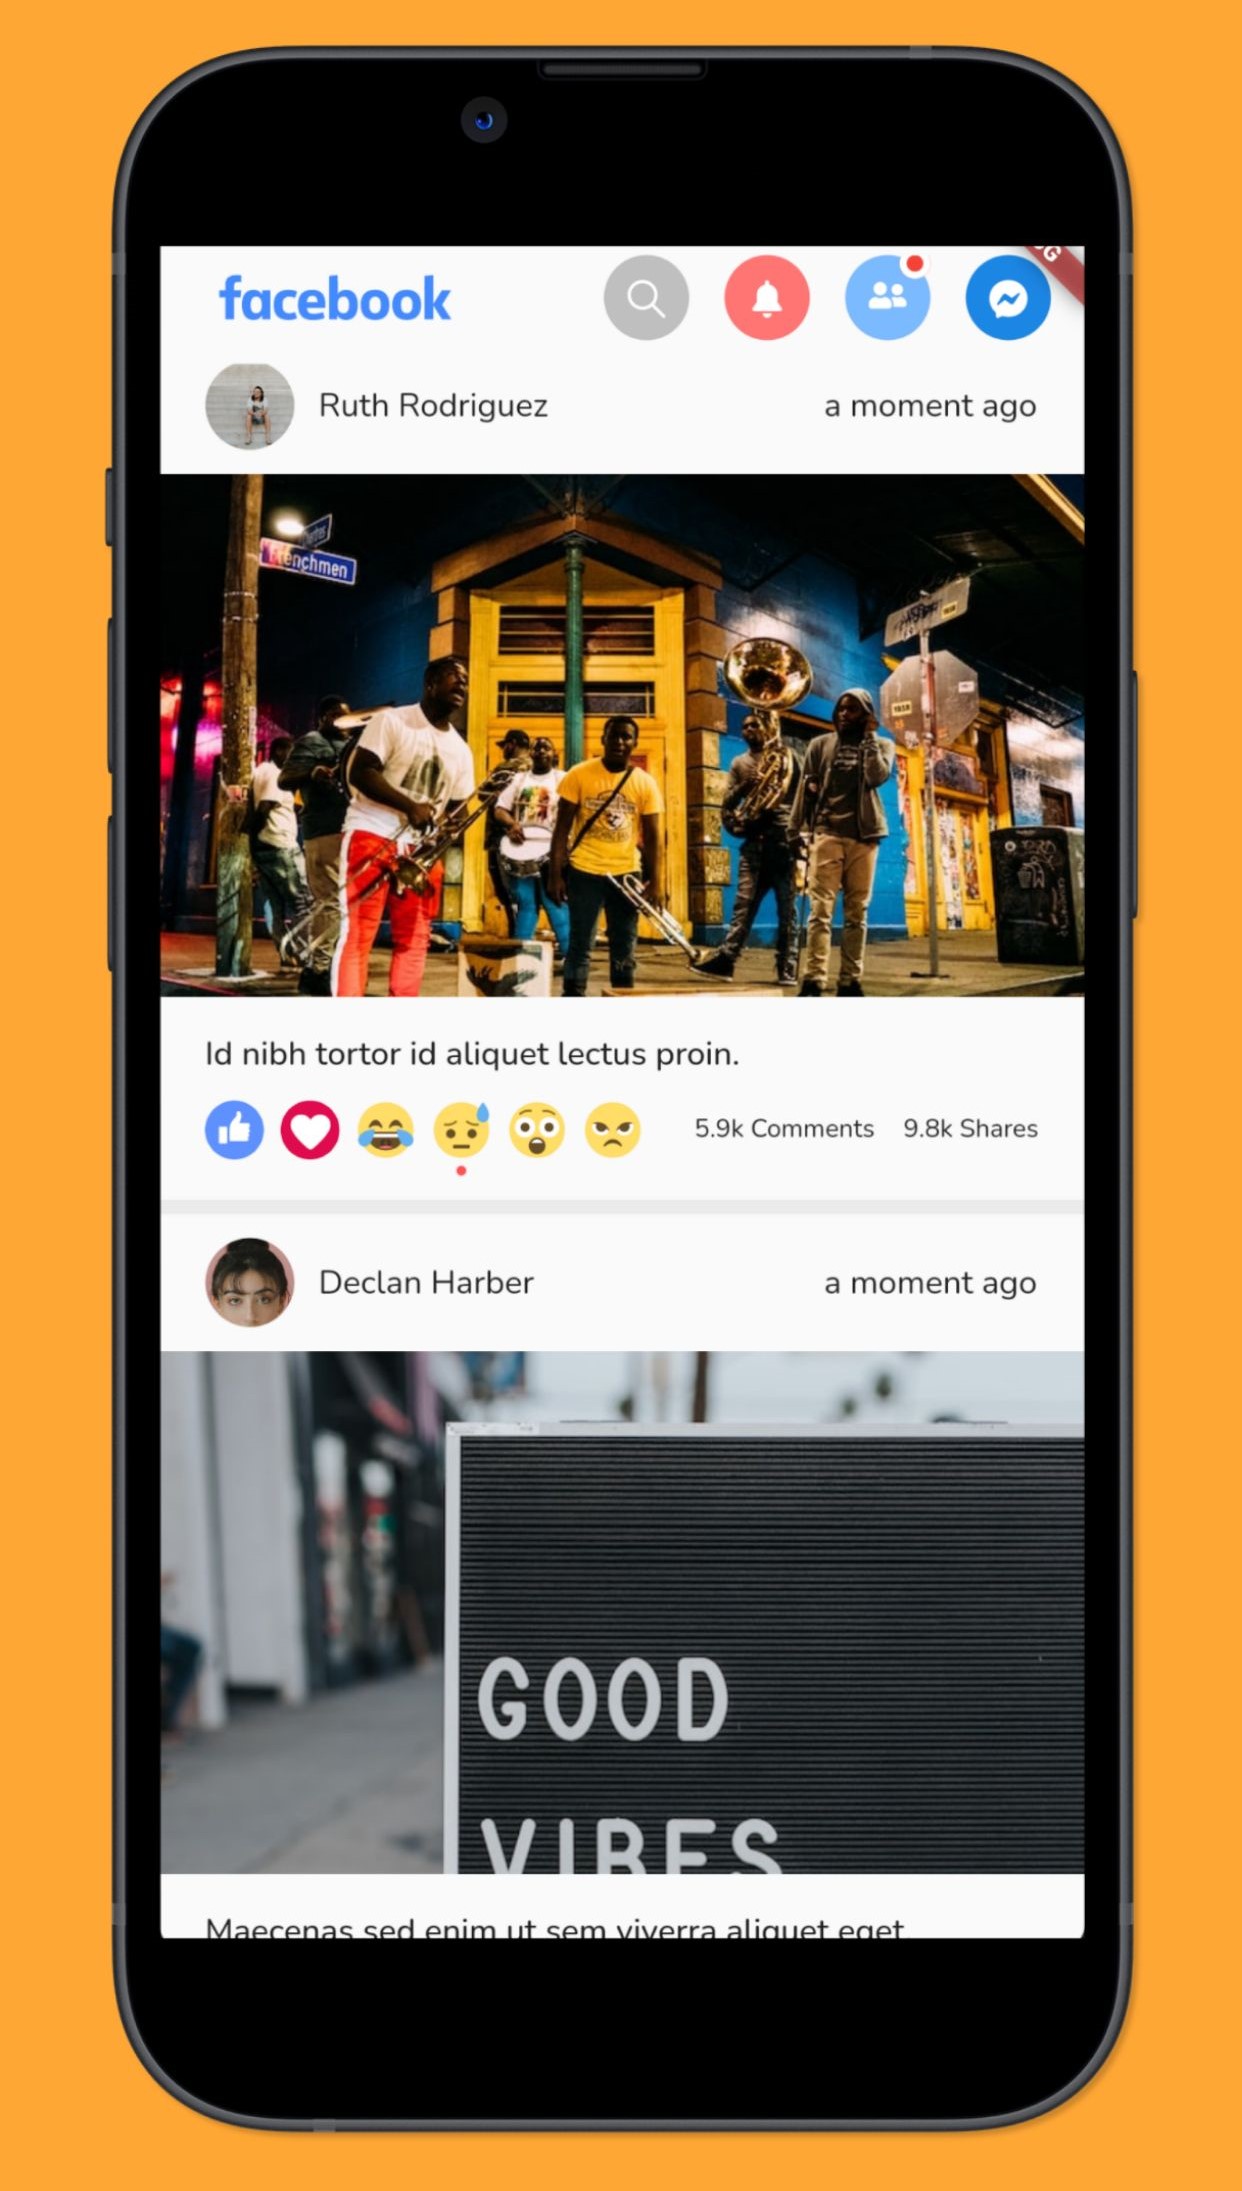 facebook
Ruth Rodriguez
a moment ago
Frenchmen
Id nibh tortor id aliquet lectus proin.
5.9k Comments
9.8k Shares
Declan Harber
a moment ago
GOOD
VIBES
Maecenas sed enim ut sem viverra aliquet eget